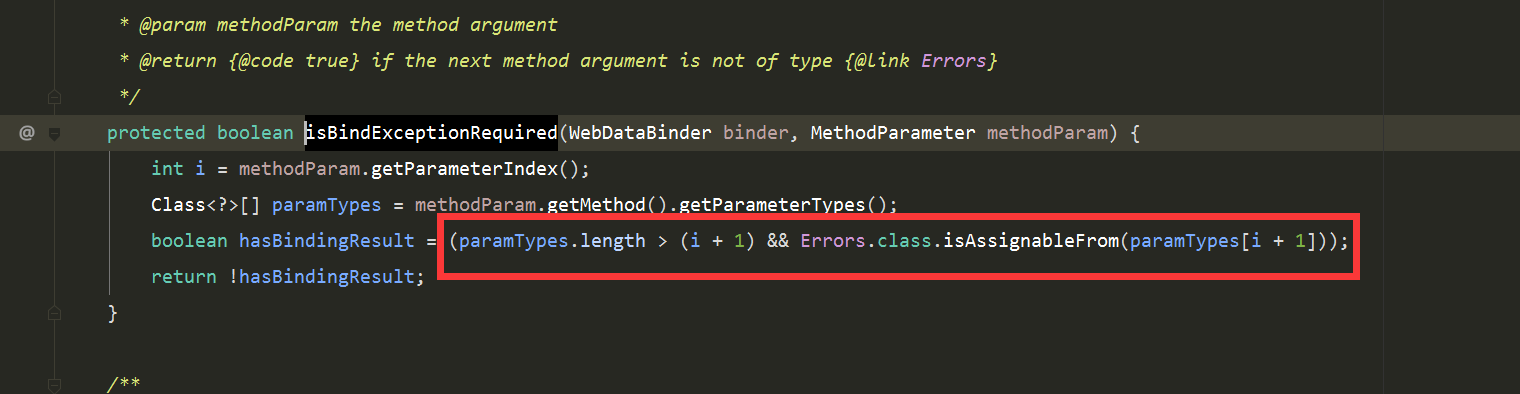 * @param methodParam the method argument
* @return {@code true} if the next method argument is not of type {@link Errors}
*/
@ protected boolean isBindExceptionRequired(WebDataBinder binder, MethodParameter methodParam) {
int i = methodParam.getParameterIndex();
Class<?>[] paramTypes = methodParam.getMethod().getParameterTypes();
boolean hasBindingResult = (paramTypes.length > (i + 1) && Errors.class.isAssignableFrom(paramTypes[i + 1]));
return !hasBindingResult;
}
/**